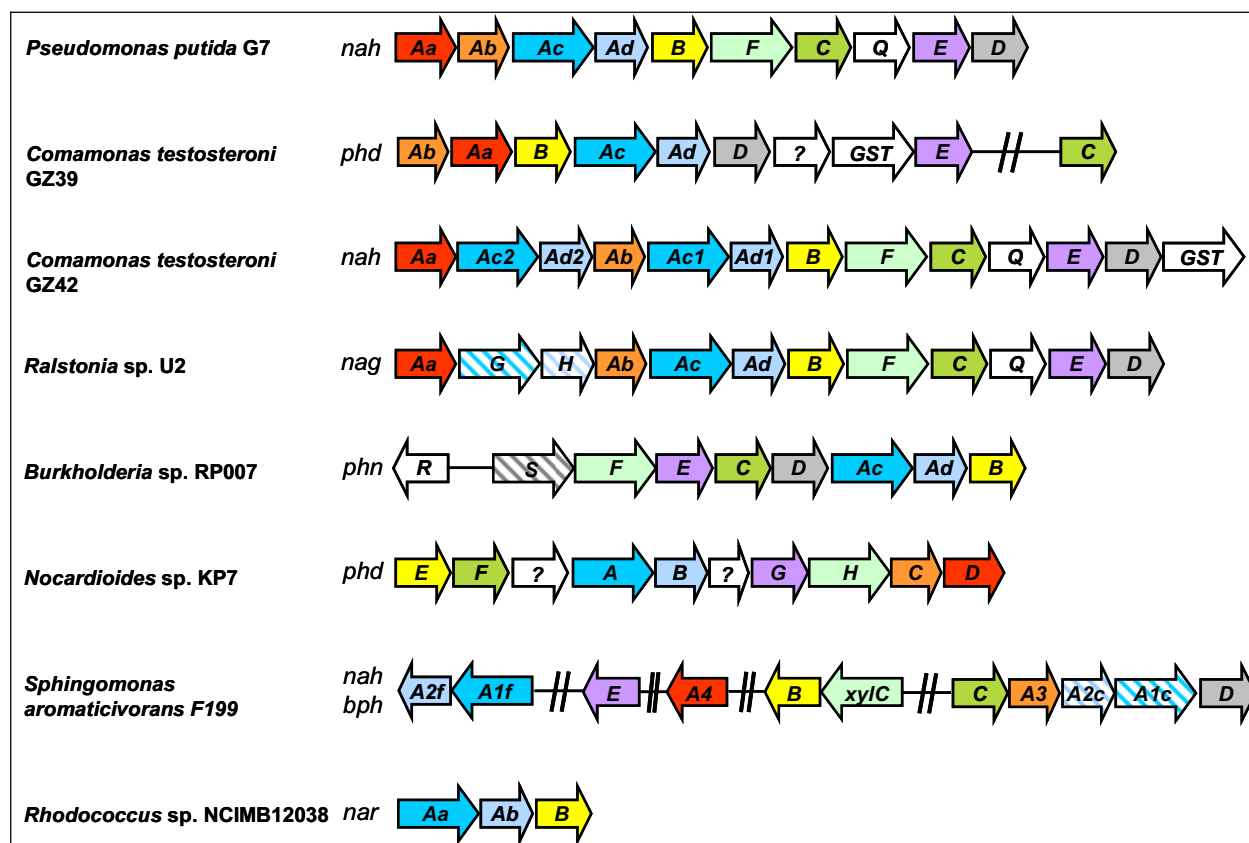 Pseudomonas putida G7 nah Aa Ab Ac Ad B F C Q E D
Comamonas testosteroni GZ39 phd Ab Aa B Ac Ad D ? GST E C
Comamonas testosteroni GZ42 nah Aa Ac2 Ad2 Ab Ac1 Ad1 B F C Q E D GST
Ralstonia sp. U2 nag Aa G H Ab Ac Ad B F C Q E D
Burkholderia sp. RP007 phn R S F E C D Ac Ad B
Nocardioides sp. KP7 phd E F ? A B ? G H C D
Sphingomonas aromaticivorans F199 nah bph A2f A1f E A4 B xylC C A3 A2c A1c D
Rhodococcus sp. NCIMB12038 nar Aa Ab B